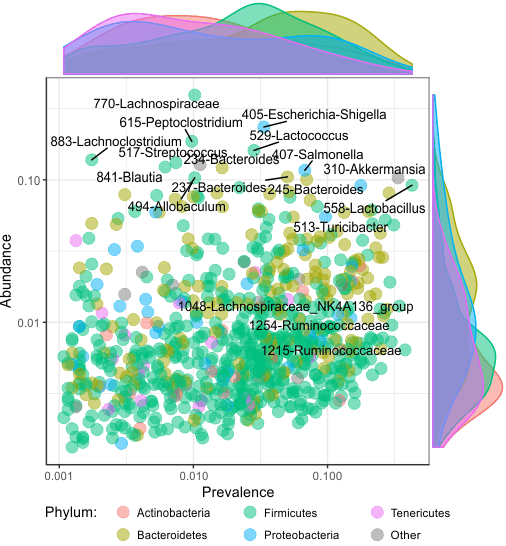 770-Lachnospiraceae
405-Escherichia-Shigella
615-Peptoclostridium
529-Lactococcus
883-Lachnoclostridium
517-Streptococcus
234-Bacteroides
407-Salmonella
310-Akkermansia
841-Blautia
237-Bacteroides
245-Bacteroides
494-Allobaculum
558-Lactobacillus
513-Turicibacter
1048-Lachnospiraceae_NK4A136_group
1254-Ruminococcaceae
1215-Ruminococcaceae
0.10
0.01
Abundance
0.001
0.010
0.100
Prevalence
Phylum:
Actinobacteria
Firmicutes
Tenericutes
Bacteroidetes
Proteobacteria
Other